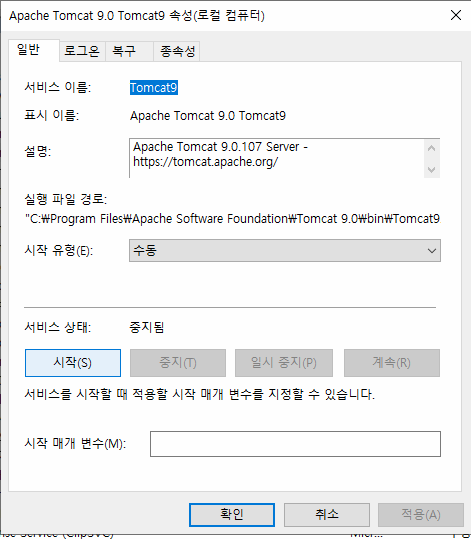 Apache Tomcat 9.0 Tomcat9 속성(로컬 컴퓨터)
일반 로그온 복구 종속성
서비스 이름: Tomcat9
표시 이름: Apache Tomcat 9.0 Tomcat9
설명: Apache Tomcat 9.0.107 Server -
https://tomcat.apache.org/
실행 파일 경로:
"C:₩Program Files₩Apache Software Foundation₩Tomcat 9.0₩bin₩Tomcat9
시작 유형(E): 수동
서비스 상태: 중지됨
시작(S) 중지(T) 일시 중지(P) 계속(R)
서비스를 시작할 때 적용할 시작 매개 변수를 지정할 수 있습니다.
시작 매개 변수(M):
확인 취소 적용(A)